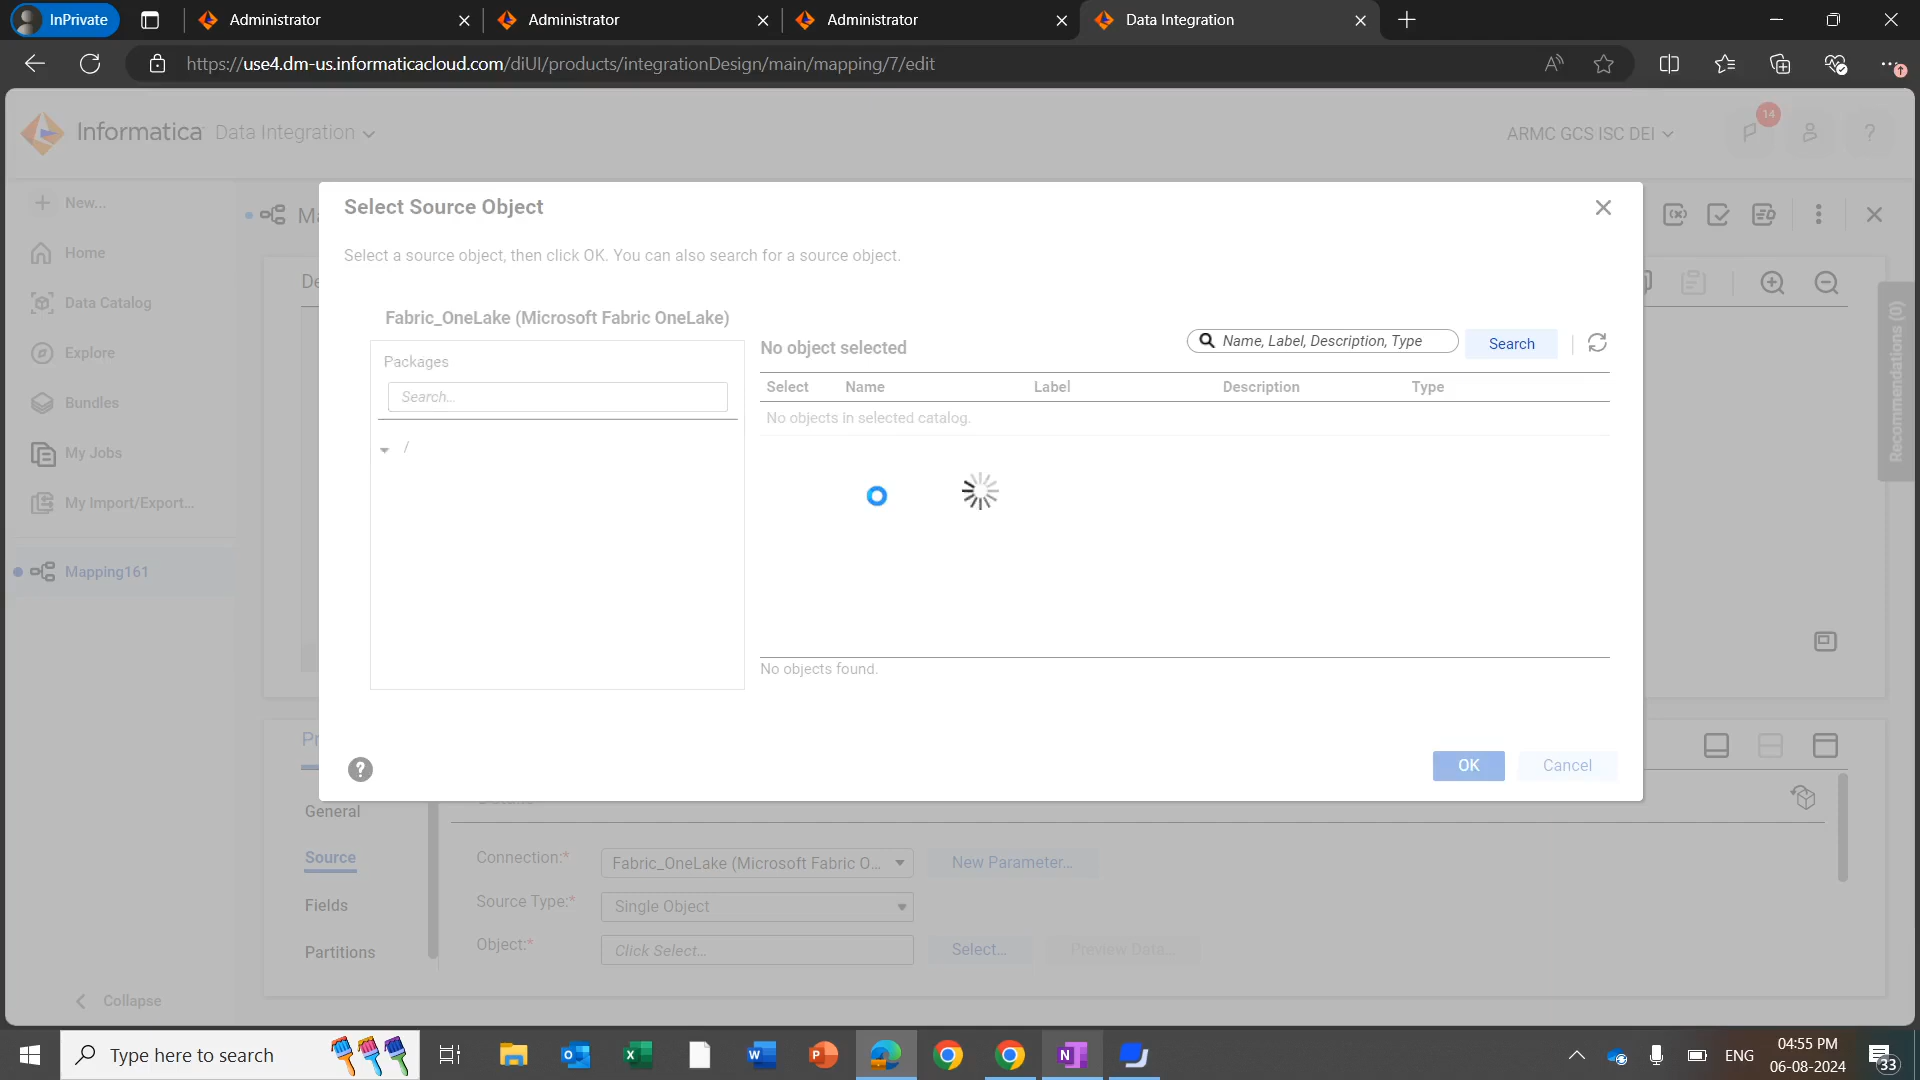 InPrivate
Administrator
Administrator
Administrator
Data Integration
https://use4.dm-us.informaticacloud.com/diUI/products/integrationDesign/main/mapping/7/edit
Informatica Data Integration
ARMC GCS ISC DEI
14
?
New...
Home
Data Catalog
Explore
Bundles
My Jobs
My Import/Export...
Mapping161
Collapse
Select Source Object
Select a source object, then click OK. You can also search for a source object.
Fabric_OneLake (Microsoft Fabric OneLake)
Packages
Search...
/
No object selected
Name, Label, Description, Type
Search
Select Name Label Description Type
No objects in selected catalog.
No objects found.
?
OK
Cancel
Recommendations (0)
General
Source
Fields
Partitions
Connection:* Fabric_OneLake (Microsoft Fabric O... New Parameter...
Source Type:* Single Object
Object:* Click Select... Select... Preview Data...
Type here to search
ENG
04:55 PM
06-08-2024
33